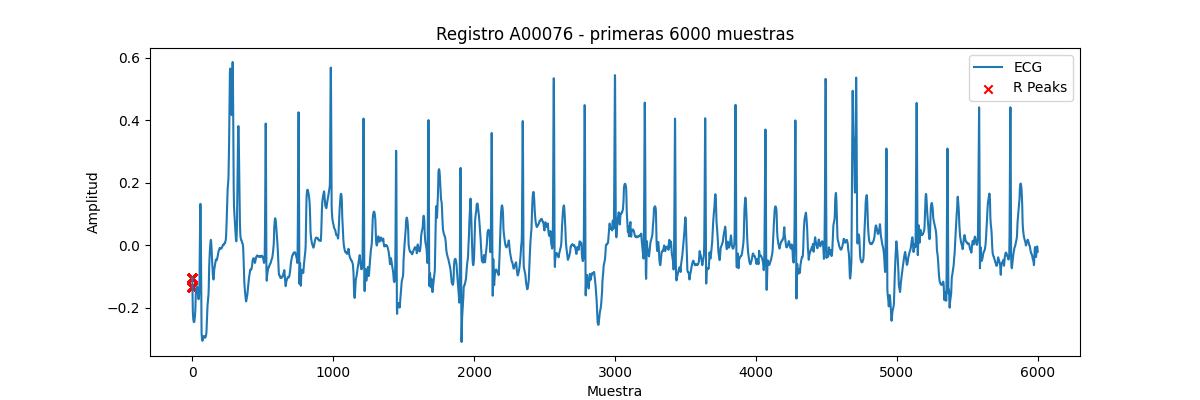 Registro A00076 - primeras 6000 muestras
ECG
R Peaks
Amplitud
0.6
0.4
0.2
0.0
−0.2
0 1000 2000 3000 4000 5000 6000
Muestra